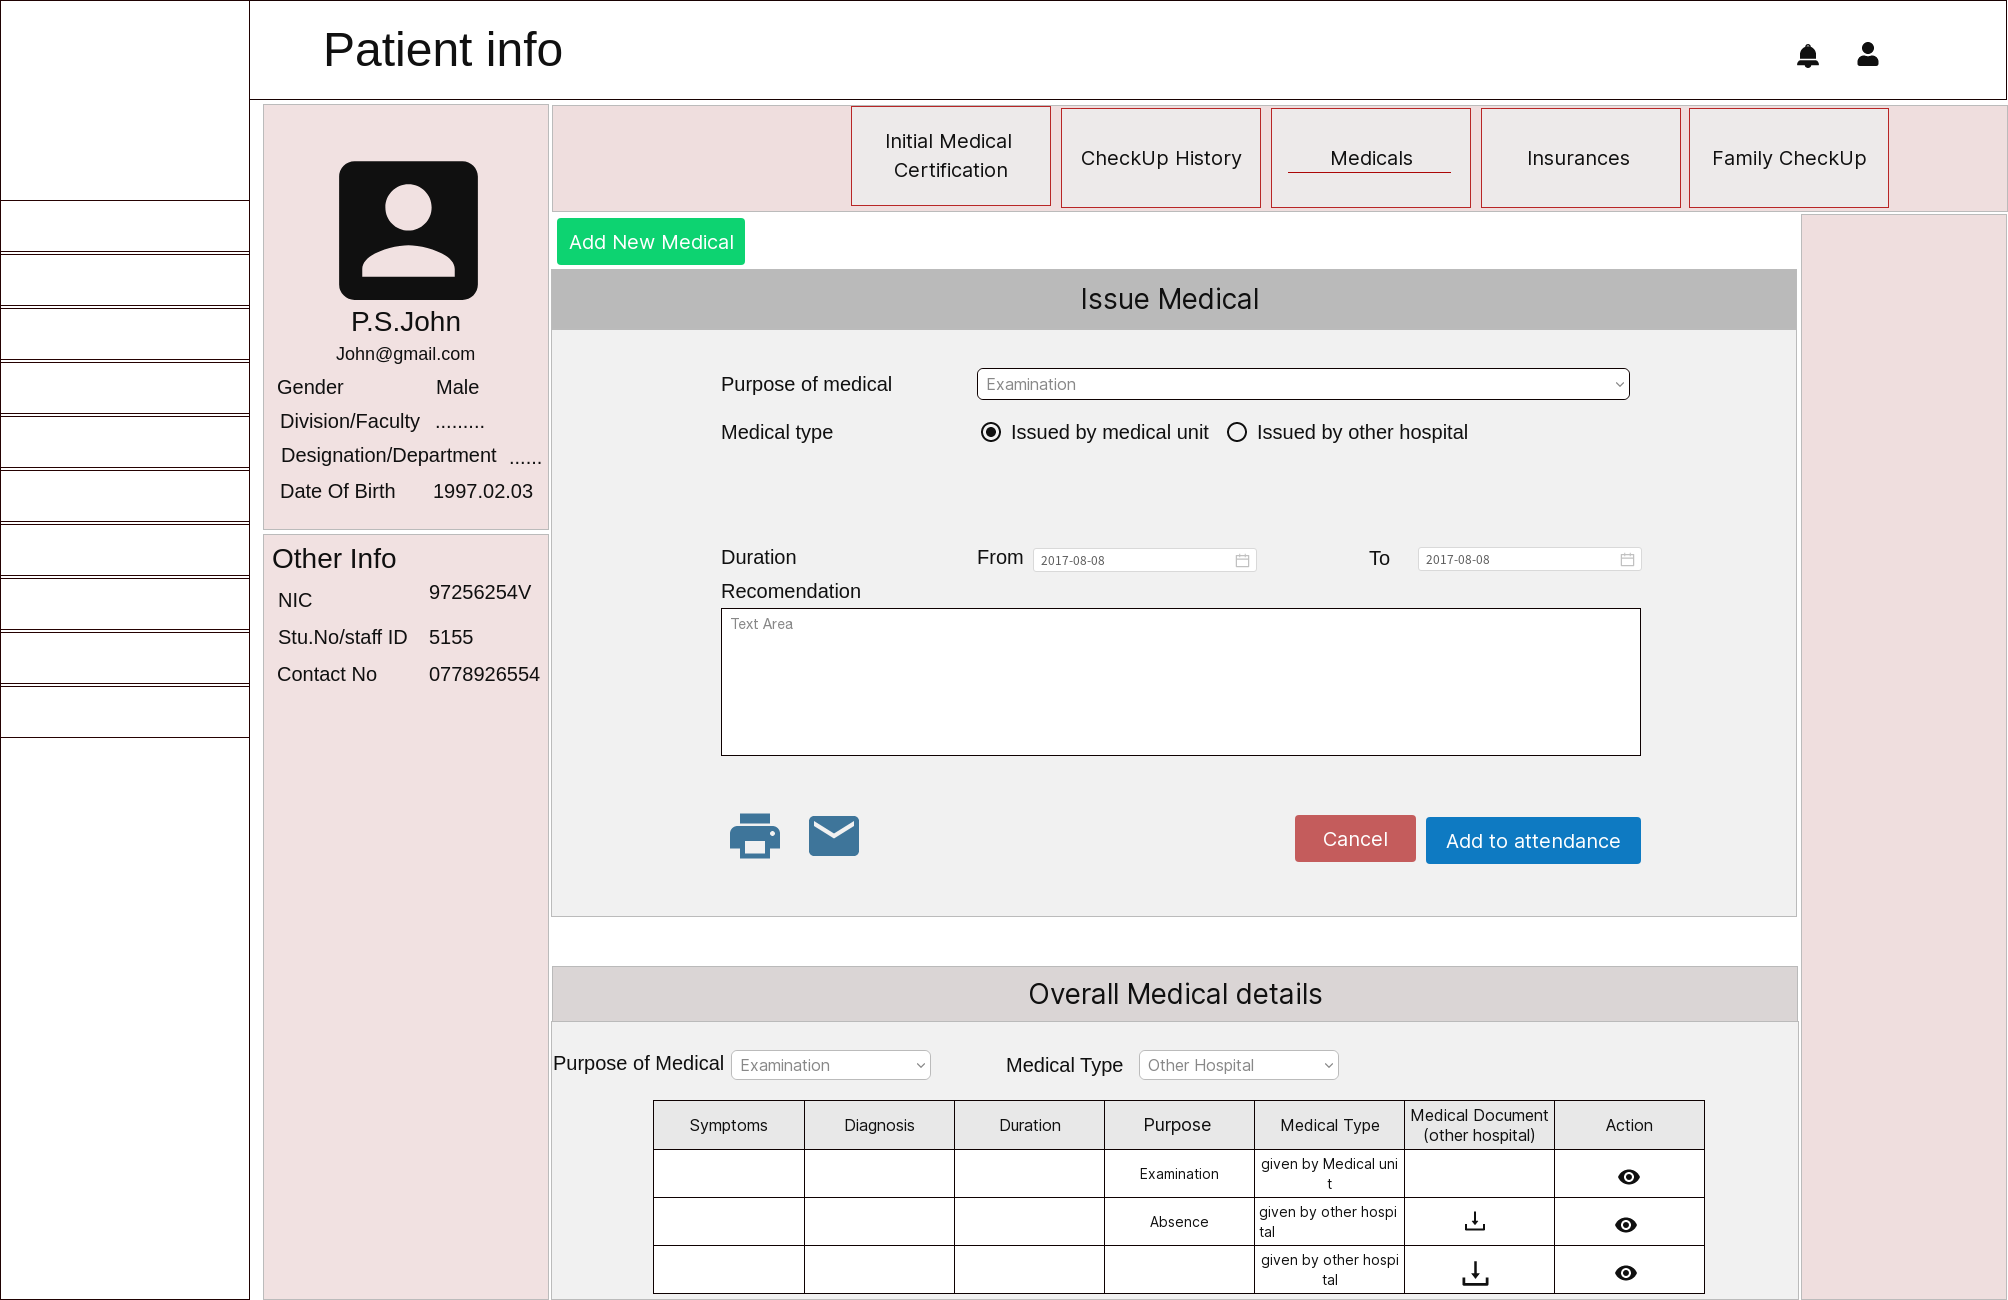 Patient info
Initial Medical
Certification
CheckUp History
Medicals
Insurances
Family CheckUp
P.S.John
John@gmail.com
Gender Male
Division/Faculty .........
Designation/Department ......
Date Of Birth 1997.02.03
Other Info
NIC 97256254V
Stu.No/staff ID 5155
Contact No 0778926554
Add New Medical
Issue Medical
Purpose of medical Examination
Medical type Issued by medical unit Issued by other hospital
Duration From 2017-08-08 To 2017-08-08
Recomendation
Text Area
Cancel Add to attendance
Overall Medical details
Purpose of Medical Examination Medical Type Other Hospital
Symptoms Diagnosis Duration Purpose Medical Type Medical Document
(other hospital) Action
Examination given by Medical uni
t
Absence given by other hospi
tal
given by other hospi
tal